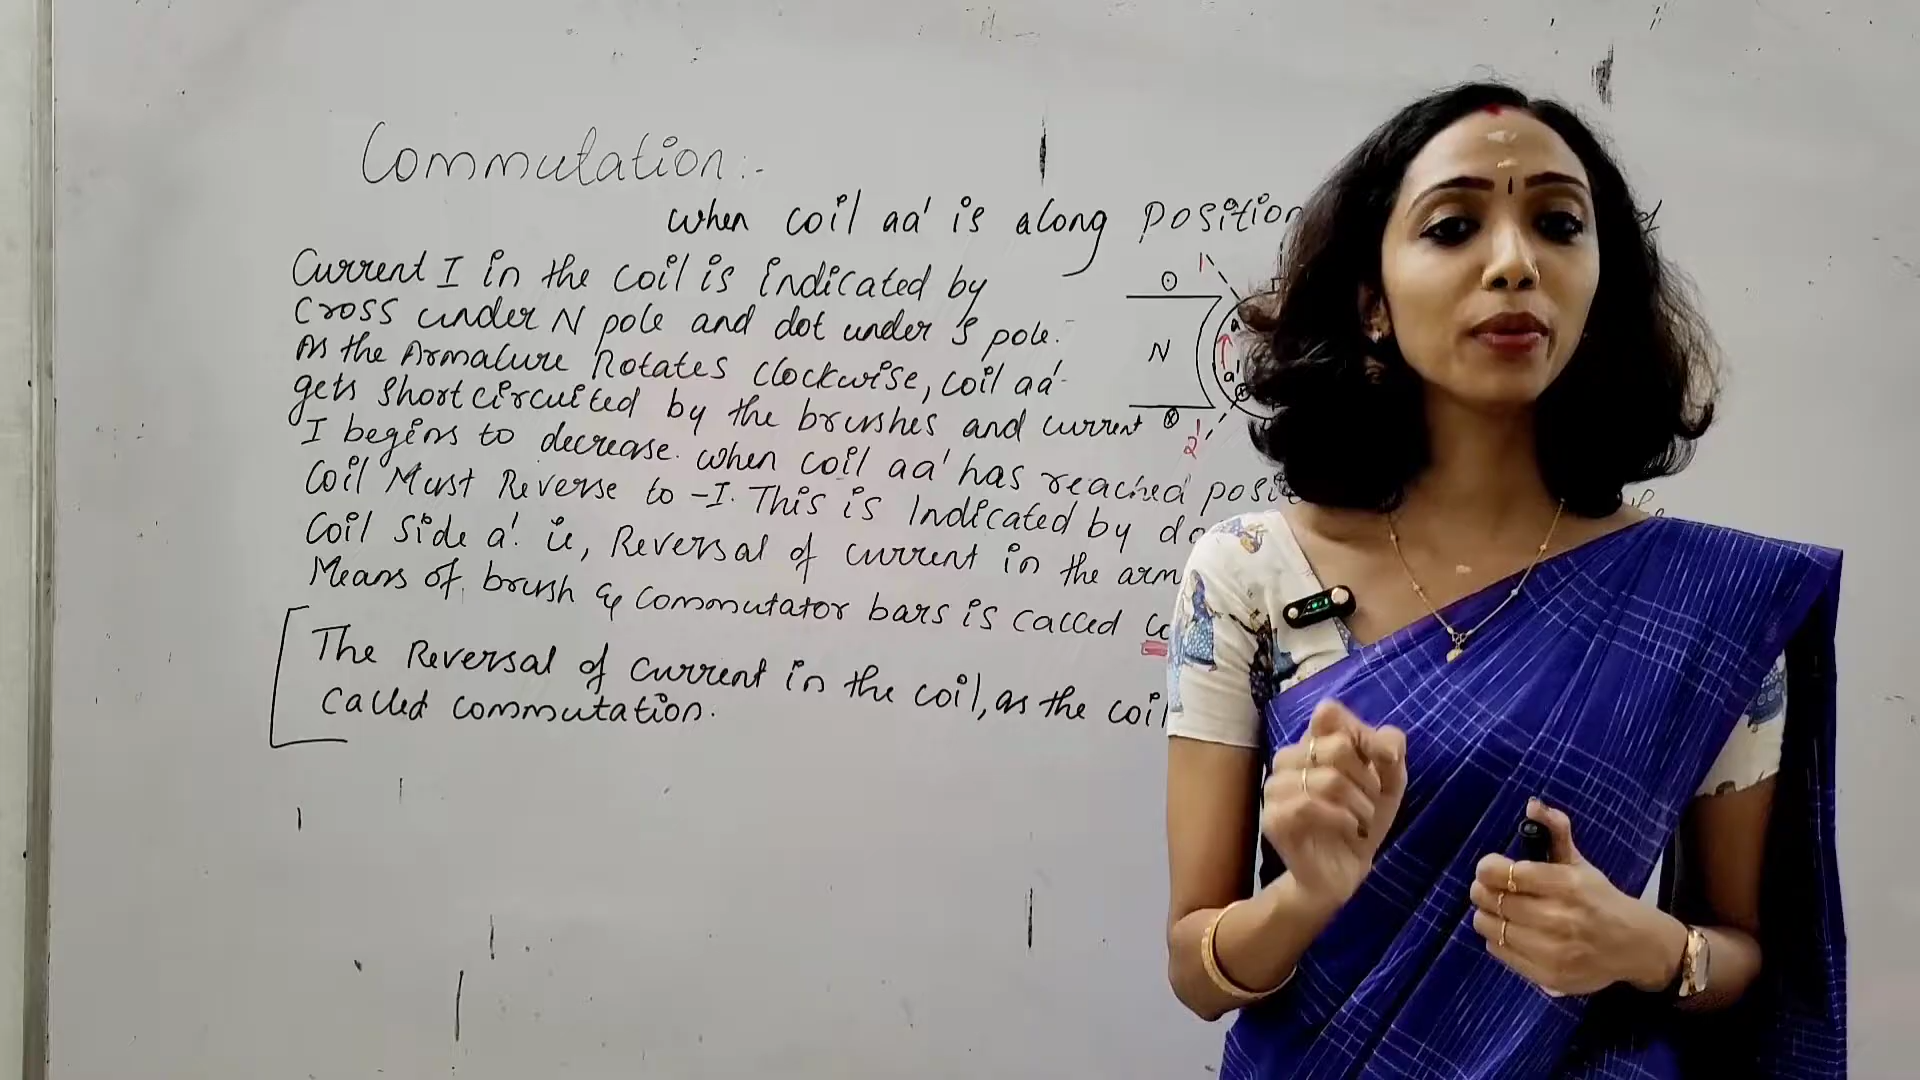 Commutation:-
when coil aa' is along position
Current I in the coil is indicated by
cross under N pole and dot under S pole.
As the Armature Rotates clockwise, coil aa'
gets shortcircuited by the brushes and current
I begins to decrease. when coil aa' has reached
Coil Must Reverse to -I. This is Indicated by
Coil side a'. ie, Reversal of current in the
Means of brush & commutator bars is called
The Reversal of current in the coil, as the coil
called commutation.
1
N
a
a'
2'